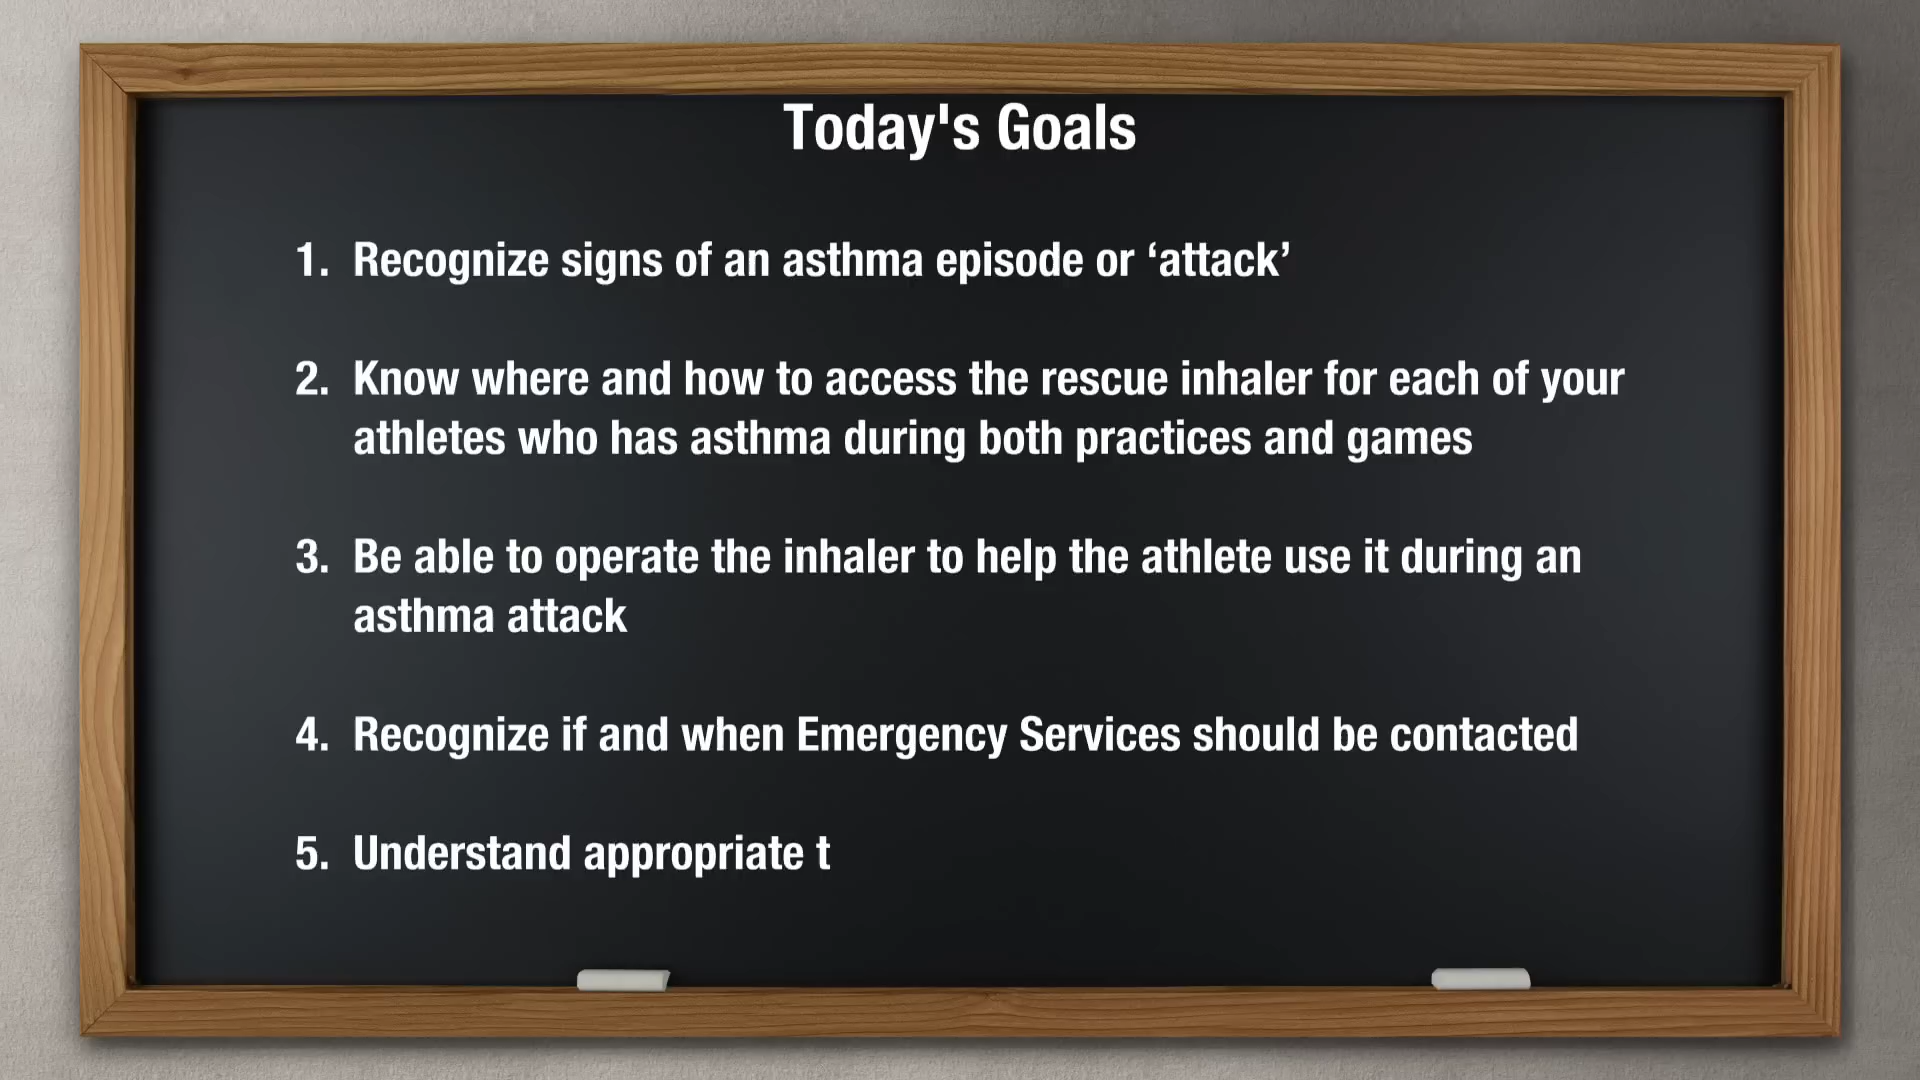 Today's Goals
1. Recognize signs of an asthma episode or ‘attack’
2. Know where and how to access the rescue inhaler for each of your
athletes who has asthma during both practices and games
3. Be able to operate the inhaler to help the athlete use it during an
asthma attack
4. Recognize if and when Emergency Services should be contacted
5. Understand appropriate t